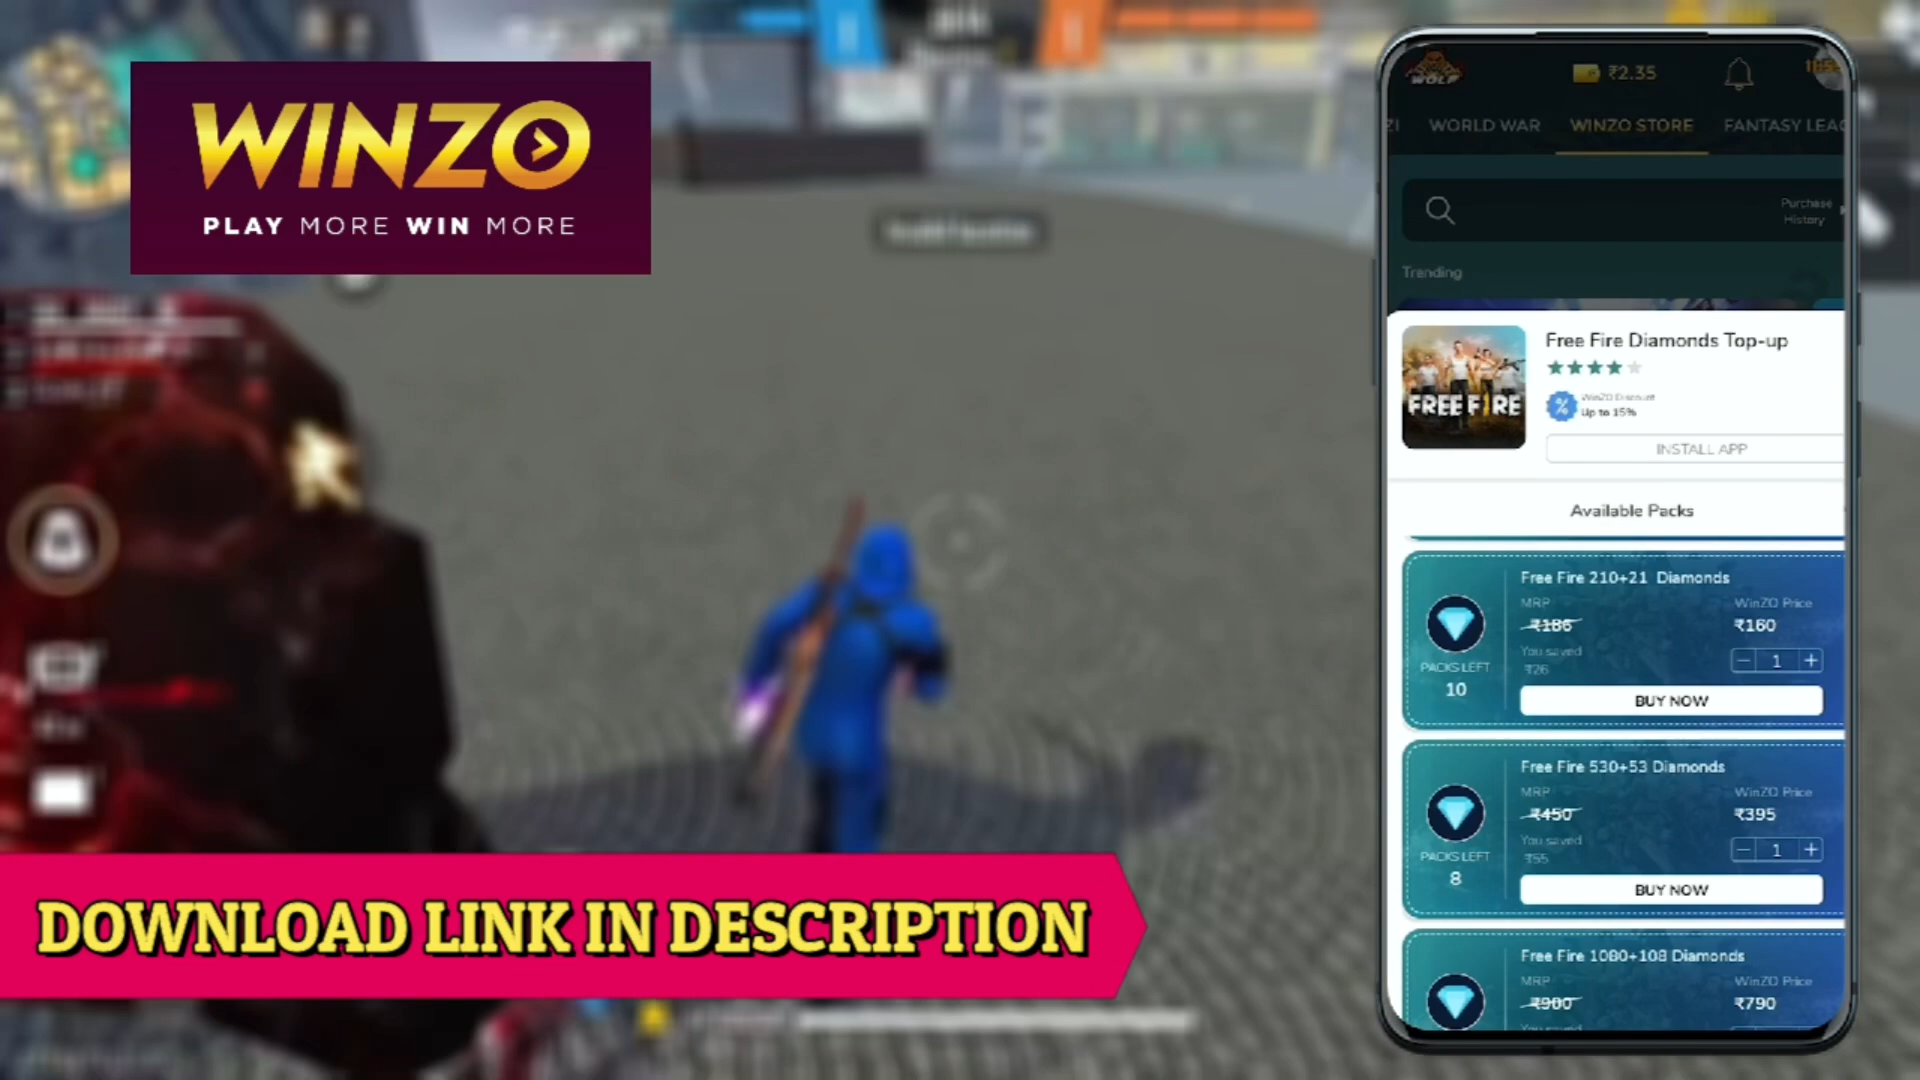 WINZO
PLAY MORE WIN MORE
WOLF
₹2.35
WORLD WAR
WINZO STORE
FANTASY LEAG
Purchase
History
Trending
FREE FIRE
Free Fire Diamonds Top-up
WinZO Discount
Up to 15%
INSTALL APP
Available Packs
Free Fire 210+21 Diamonds
MRP
WinZO Price
₹186
₹160
You saved
₹26
PACKS LEFT
10
1
BUY NOW
Free Fire 530+53 Diamonds
MRP
WinZO Price
₹450
₹395
You saved
₹55
PACKS LEFT
8
1
BUY NOW
Free Fire 1080+108 Diamonds
MRP
WinZO Price
₹900
₹790
DOWNLOAD LINK IN DESCRIPTION